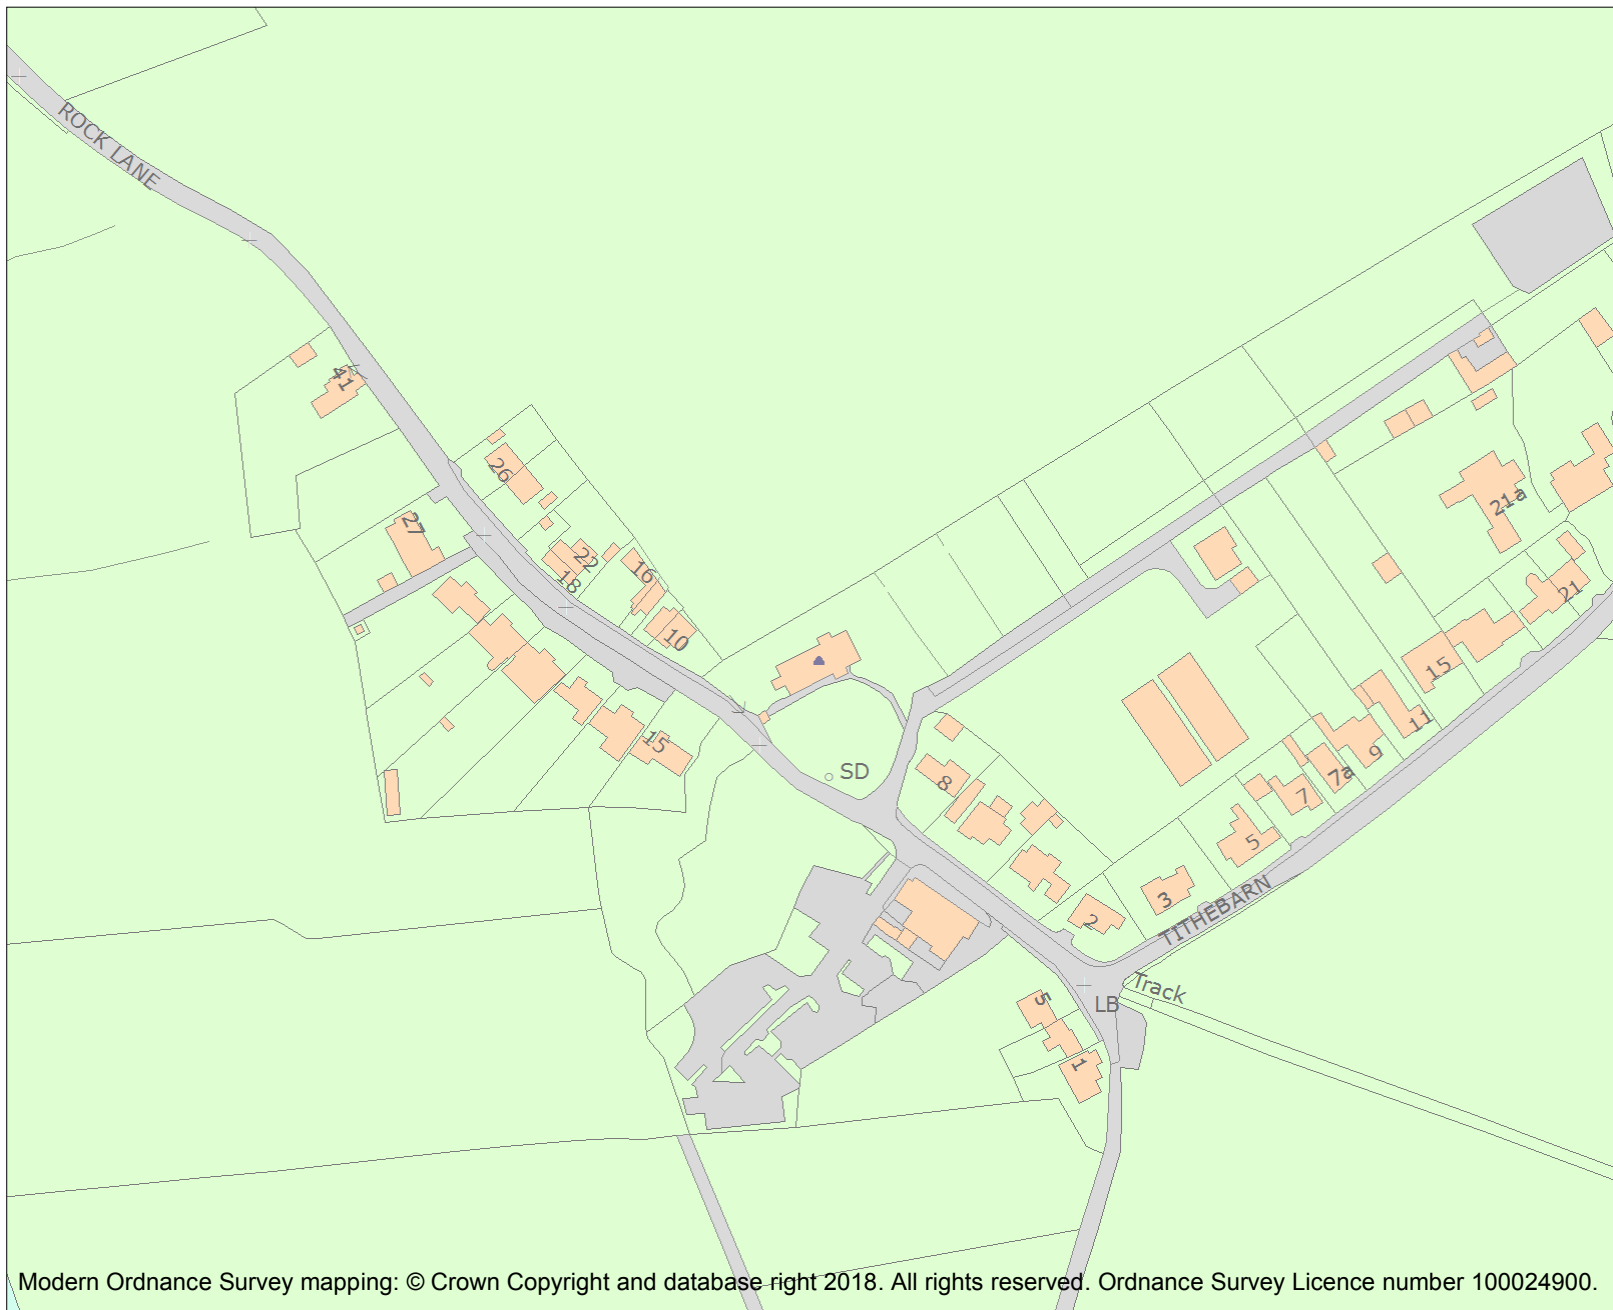 ROCK LANE
41
26
27
22
18
16
10
15
SD
8
21a
21
15
11
9
7a
7
5
3
2
TITHEBARN
Track
LB
5
1
Modern Ordnance Survey mapping: © Crown Copyright and database right 2018. All rights reserved. Ordnance Survey Licence number 100024900.